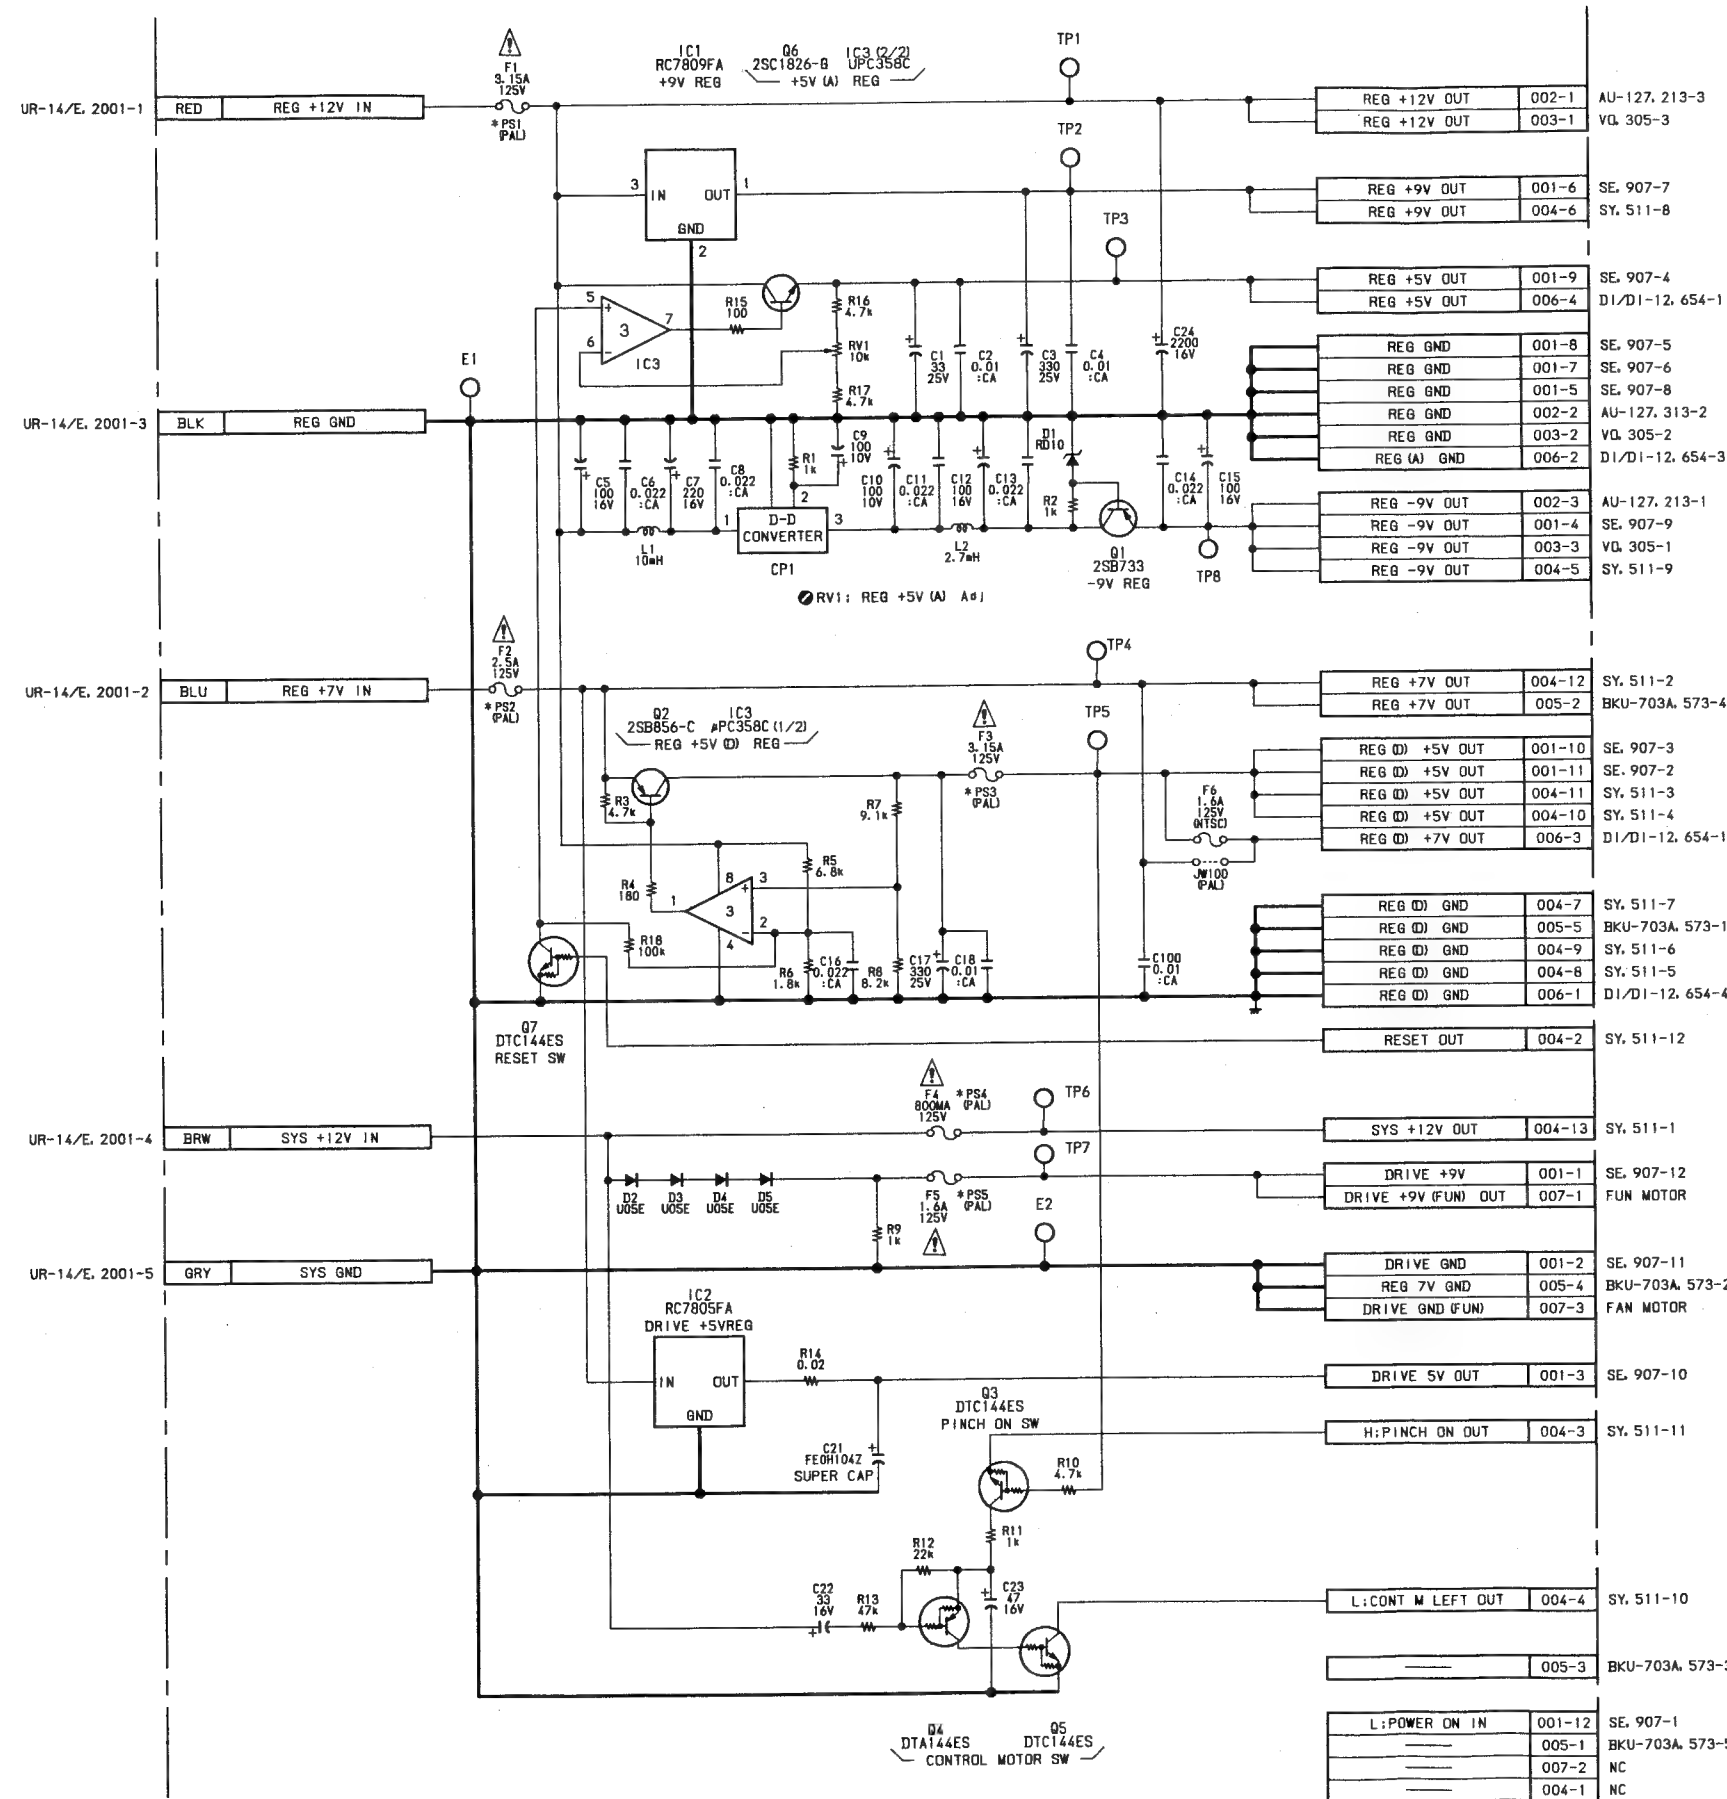 TP1
F1
3.15A
125V
IC1
RC7809FA
+9V REG
Q6
2SC1826-Q
IC3 (2/2)
UPC358C
+5V (A) REG
UR-14/E. 2001-1 RED REG +12V IN
* PS1
(PAL)
REG +12V OUT 002-1 AU-127. 213-3
REG +12V OUT 003-1 VO. 305-3
TP2
3 IN OUT 1
GND
2
REG +9V OUT 001-6 SE. 907-7
REG +9V OUT 004-6 SY. 511-8
TP3
REG +5V OUT 001-9 SE. 907-4
REG +5V OUT 006-4 DI/DI-12. 654-1
5 + 3 7
6 -
IC3
R15
100
R16
4.7k
RV1
10k
R17
4.7k
C1
33
25V
C2
0.01
:CA
C3
330
25V
C4
0.01
:CA
C24
2200
16V
REG GND 001-8 SE. 907-5
REG GND 001-7 SE. 907-6
REG GND 001-5 SE. 907-8
REG GND 002-2 AU-127. 313-2
REG GND 003-2 VO. 305-2
REG (A) GND 006-2 DI/DI-12. 654-3
E1
UR-14/E. 2001-3 BLK REG GND
C5
100
16V
C6
0.022
:CA
C7
220
16V
C8
0.022
:CA
R1
1k
C9
100
10V
C10
100
10V
C11
0.022
:CA
C12
100
16V
C13
0.022
:CA
D1
RD10
R2
1k
C14
0.022
:CA
C15
100
16V
L1
10mH
1 D-D
CONVERTER 3
2
CP1
L2
2.7mH
Q1
2SB733
-9V REG
TP8
REG -9V OUT 002-3 AU-127. 213-1
REG -9V OUT 001-4 SE. 907-9
REG -9V OUT 003-3 VO. 305-1
REG -9V OUT 004-5 SY. 511-9
RV1: REG +5V (A) Adj
F2
2.5A
125V
UR-14/E. 2001-2 BLU REG +7V IN
* PS2
(PAL)
TP4
REG +7V OUT 004-12 SY. 511-2
REG +7V OUT 005-2 BKU-703A. 573-4
Q2
2SB856-C
IC3
μPC358C (1/2)
REG +5V (D) REG
TP5
F3
3.15A
125V
* PS3
(PAL)
REG (D) +5V OUT 001-10 SE. 907-3
REG (D) +5V OUT 001-11 SE. 907-2
REG (D) +5V OUT 004-11 SY. 511-3
REG (D) +5V OUT 004-10 SY. 511-4
REG (D) +7V OUT 006-3 DI/DI-12. 654-1
F6
1.6A
125V
(NTSC)
JW100
(PAL)
R3
4.7k
R7
9.1k
R4
180
R5
6.8k
8 + 3
1 3
4 - 2
R18
100k
R6
1.8k
C16
0.022
:CA
R8
8.2k
C17
330
25V
C18
0.01
:CA
C100
0.01
:CA
REG (D) GND 004-7 SY. 511-7
REG (D) GND 005-5 BKU-703A. 573-1
REG (D) GND 004-9 SY. 511-6
REG (D) GND 004-8 SY. 511-5
REG (D) GND 006-1 DI/DI-12. 654-4
Q7
DTC144ES
RESET SW
RESET OUT 004-2 SY. 511-12
F4
800MA
125V
* PS4
(PAL)
TP6
UR-14/E. 2001-4 BRW SYS +12V IN
SYS +12V OUT 004-13 SY. 511-1
TP7
D2
U05E
D3
U05E
D4
U05E
D5
U05E
F5
1.6A
125V
* PS5
(PAL)
R9
1k
E2
DRIVE +9V 001-1 SE. 907-12
DRIVE +9V (FUN) OUT 007-1 FUN MOTOR
UR-14/E. 2001-5 GRY SYS GND
DRIVE GND 001-2 SE. 907-11
REG 7V GND 005-4 BKU-703A. 573-2
DRIVE GND (FUN) 007-3 FAN MOTOR
IC2
RC7805FA
DRIVE +5VREG
IN OUT
GND
R14
0.02
DRIVE 5V OUT 001-3 SE. 907-10
C21
FE0H104Z
SUPER CAP
Q3
DTC144ES
PINCH ON SW
H:PINCH ON OUT 004-3 SY. 511-11
R10
4.7k
R11
1k
R12
22k
C22
33
16V
R13
47k
C23
47
16V
L:CONT M LEFT OUT 004-4 SY. 511-10
005-3 BKU-703A. 573-3
Q4
DTA144ES
Q5
DTC144ES
CONTROL MOTOR SW
L:POWER ON IN 001-12 SE. 907-1
005-1 BKU-703A. 573-5
007-2 NC
004-1 NC